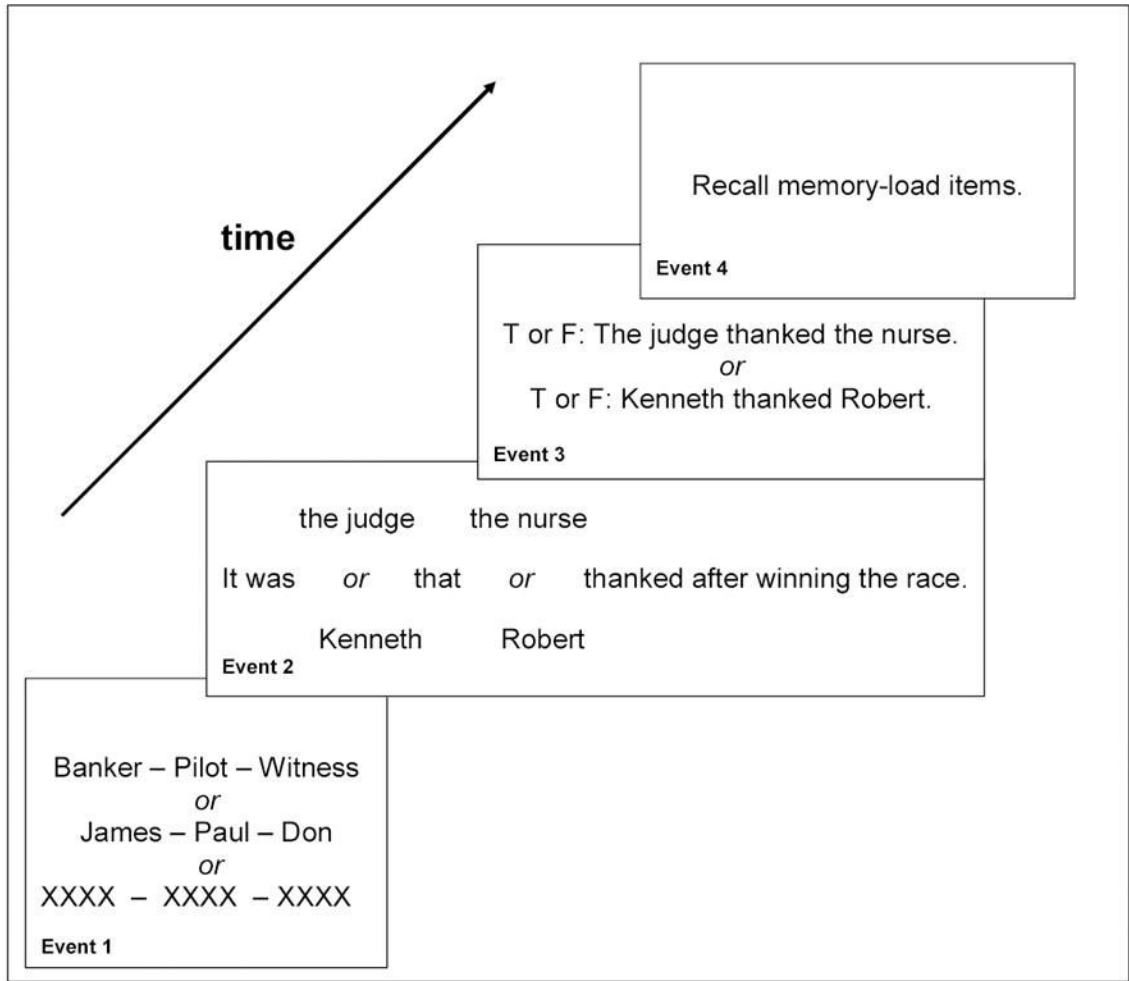 Recall memory-load items.
Event 4
time
T or F: The judge thanked the nurse.
or
T or F: Kenneth thanked Robert.
Event 3
the judge the nurse
It was or that or thanked after winning the race.
Kenneth Robert
Event 2
Banker – Pilot – Witness
or
James – Paul – Don
or
XXXX – XXXX – XXXX
Event 1